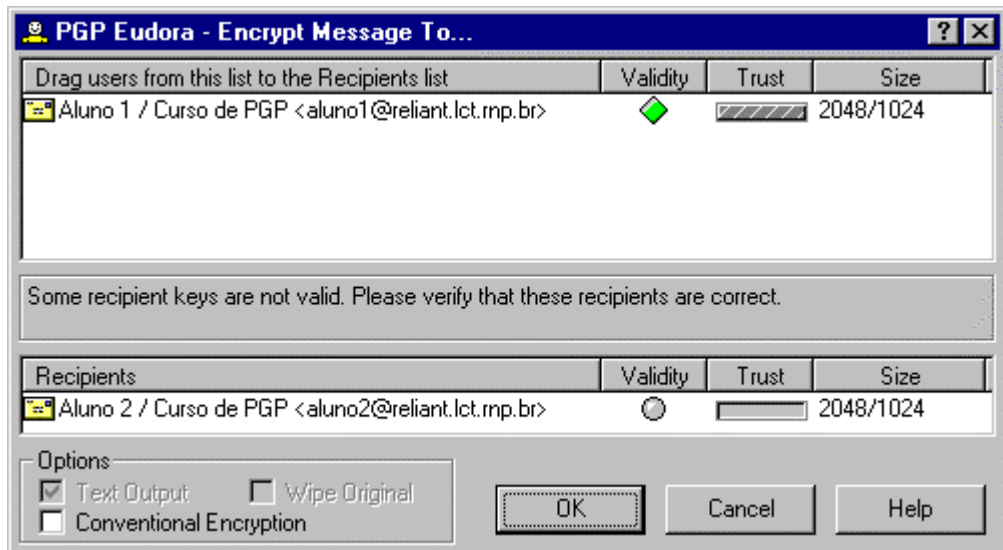 PGP Eudora - Encrypt Message To...
Drag users from this list to the Recipients list Validity Trust Size
Aluno 1 / Curso de PGP <aluno1@reliant.lct.rnp.br> 2048/1024
Some recipient keys are not valid. Please verify that these recipients are correct.
Recipients Validity Trust Size
Aluno 2 / Curso de PGP <aluno2@reliant.lct.rnp.br> 2048/1024
Options
Text Output Wipe Original
Conventional Encryption
OK Cancel Help